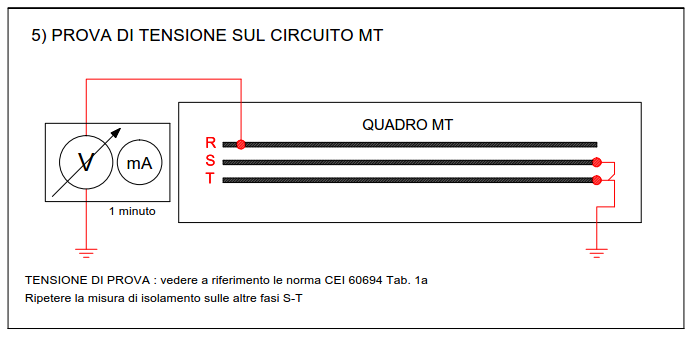 5) PROVA DI TENSIONE SUL CIRCUITO MT
QUADRO MT
R
S
T
V
mA
1 minuto
TENSIONE DI PROVA : vedere a riferimento le norma CEI 60694 Tab. 1a
Ripetere la misura di isolamento sulle altre fasi S-T